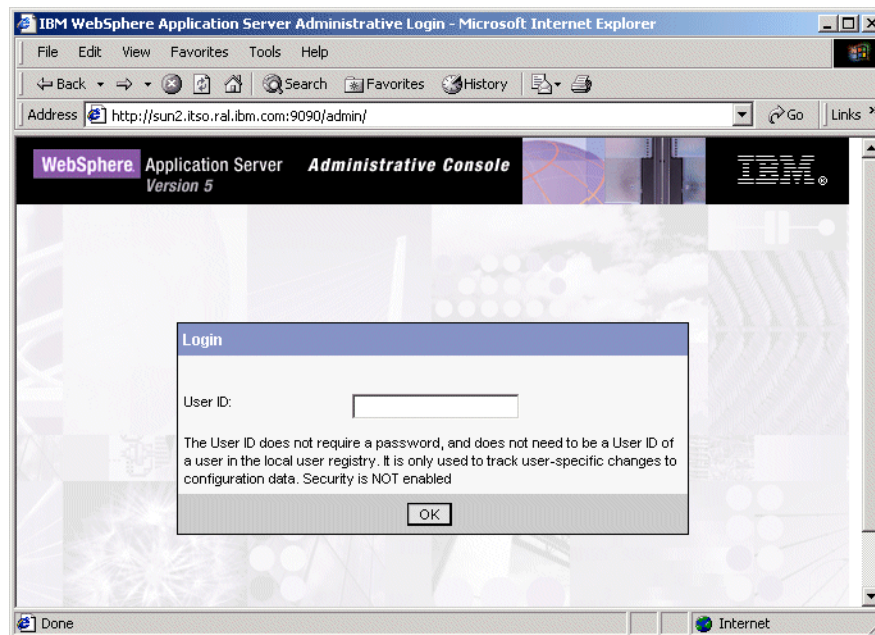 IBM WebSphere Application Server Administrative Login - Microsoft Internet Explorer
File Edit View Favorites Tools Help
Back Search Favorites History
Address http://sun2.itso.ral.ibm.com:9090/admin/ Go Links »
WebSphere. Application Server Administrative Console IBM®
Version 5
Login
User ID:
The User ID does not require a password, and does not need to be a User ID of
a user in the local user registry. It is only used to track user-specific changes to
configuration data. Security is NOT enabled
OK
Done Internet